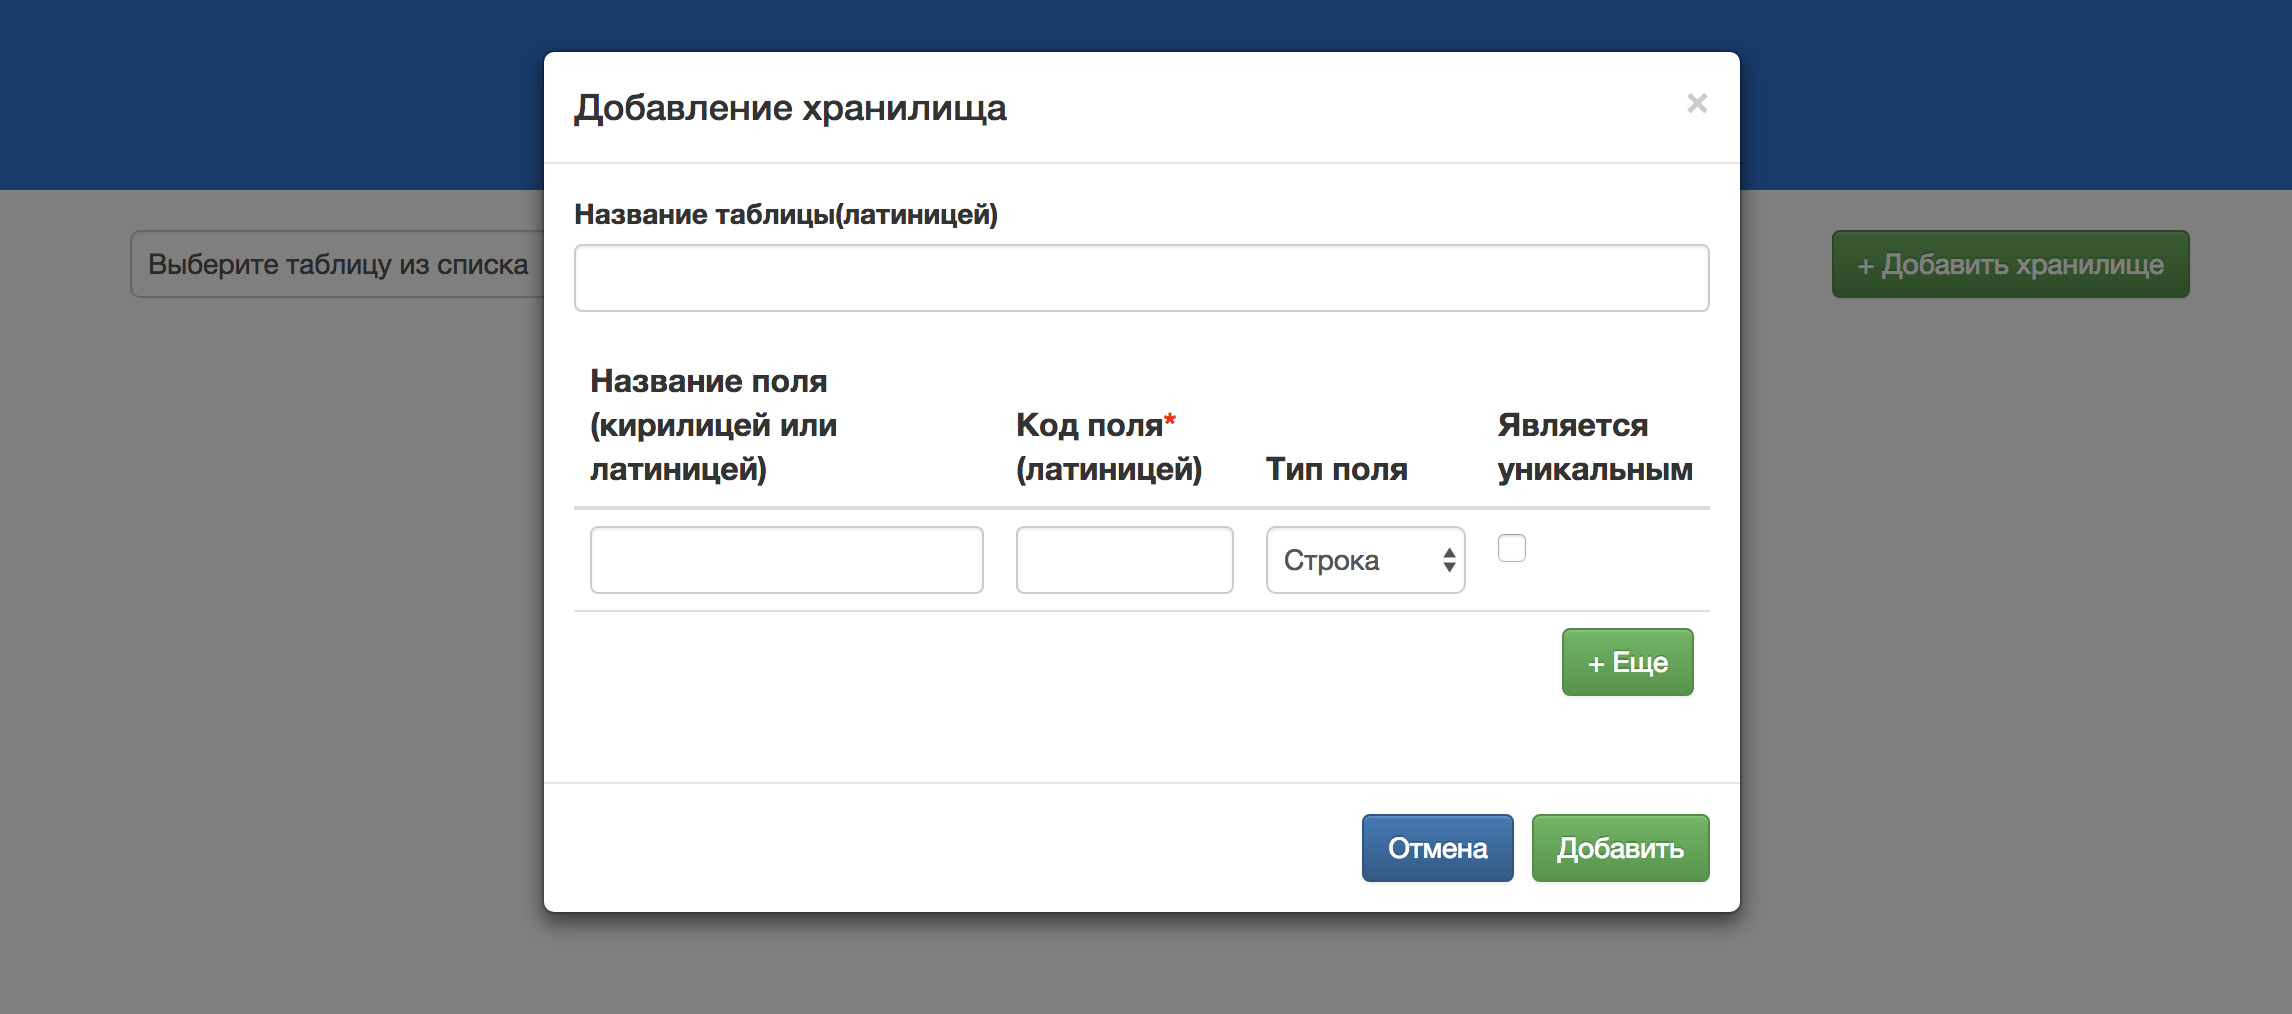 Добавление хранилища
×
Название таблицы(латиницей)
Выберите таблицу из списка
+ Добавить хранилище
Название поля
(кирилицей или
латиницей)
Код поля*
(латиницей)
Тип поля
Является
уникальным
Строка
+ Еще
Отмена
Добавить